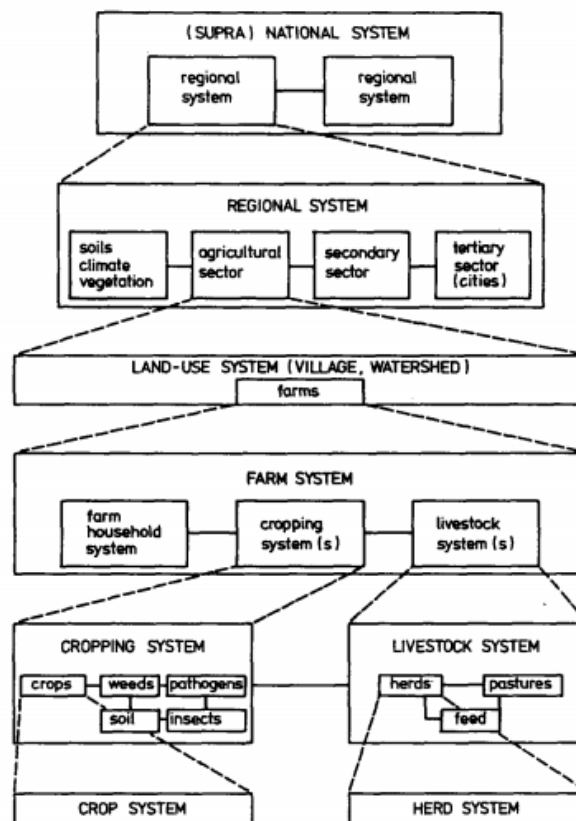 (SUPRA) NATIONAL SYSTEM
regional
system
regional
system
REGIONAL SYSTEM
soils
climate
vegetation
agricultural
sector
secondary
sector
tertiary
sector
(cities)
LAND-USE SYSTEM (VILLAGE, WATERSHED)
farms
FARM SYSTEM
farm
household
system
cropping
system (s)
livestock
system (s)
CROPPING SYSTEM
crops
weeds
pathogens
soil
insects
LIVESTOCK SYSTEM
herds
pastures
feed
CROP SYSTEM
HERD SYSTEM